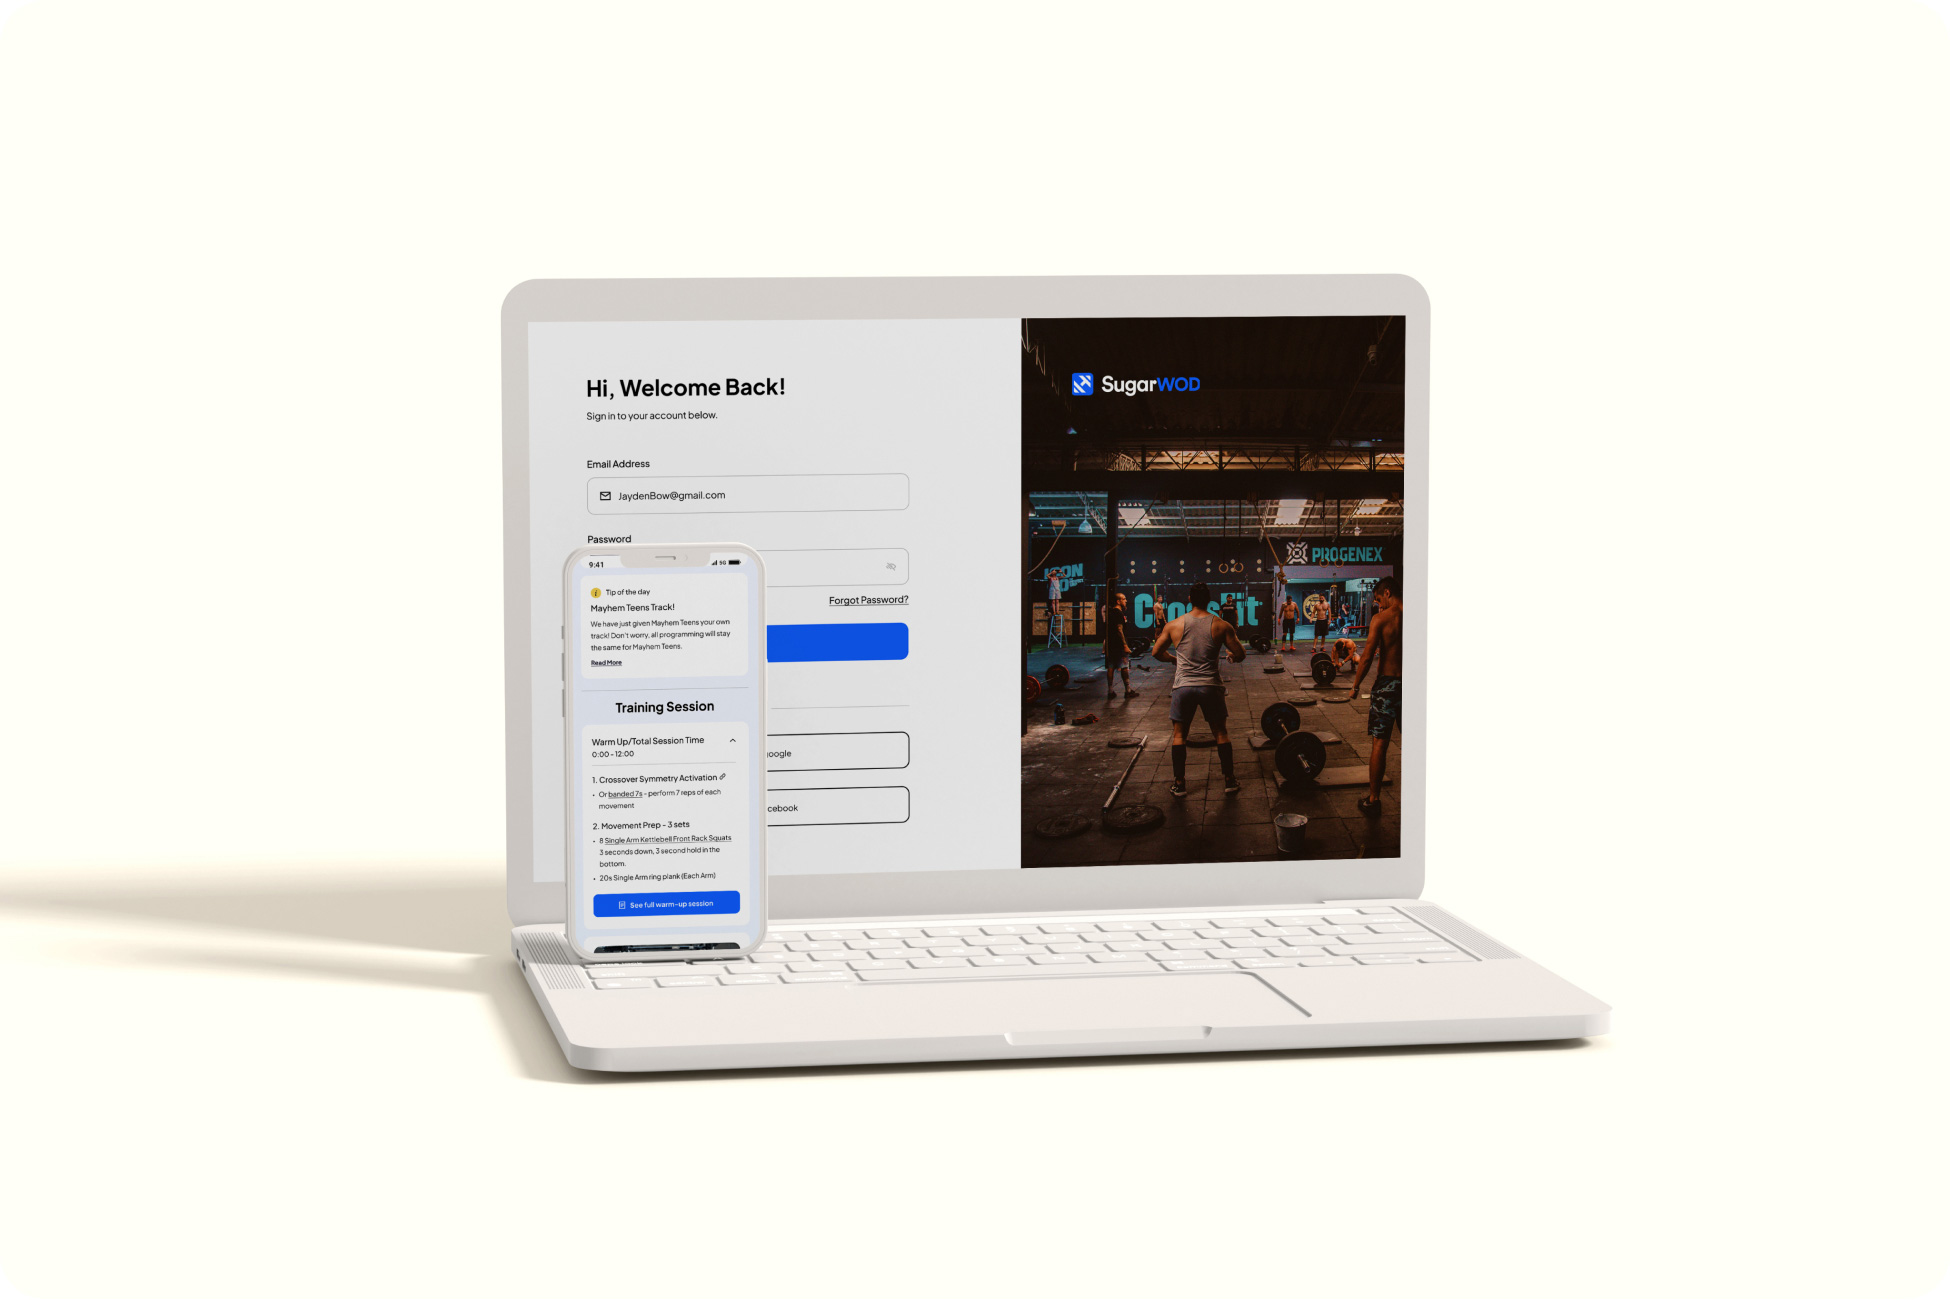 Hi, Welcome Back!
Sign in to your account below.
Email Address
JaydenBow@gmail.com
Password
Forgot Password?
SugarWOD
PROGENEX
CrossFit
9:41
5G
Tip of the day
Mayhem Teens Track!
We have just given Mayhem Teens your own
track! Don't worry, all programming will stay
the same for Mayhem Teens.
Read More
Training Session
Warm Up/Total Session Time
0:00 - 12:00
1. Crossover Symmetry Activation
• Or banded 7s - perform 7 reps of each
movement
2. Movement Prep - 3 sets
• 8 Single Arm Kettlebell Front Rack Squats
3 seconds down, 3 second hold in the
bottom.
• 20s Single Arm ring plank (Each Arm)
See full warm-up session